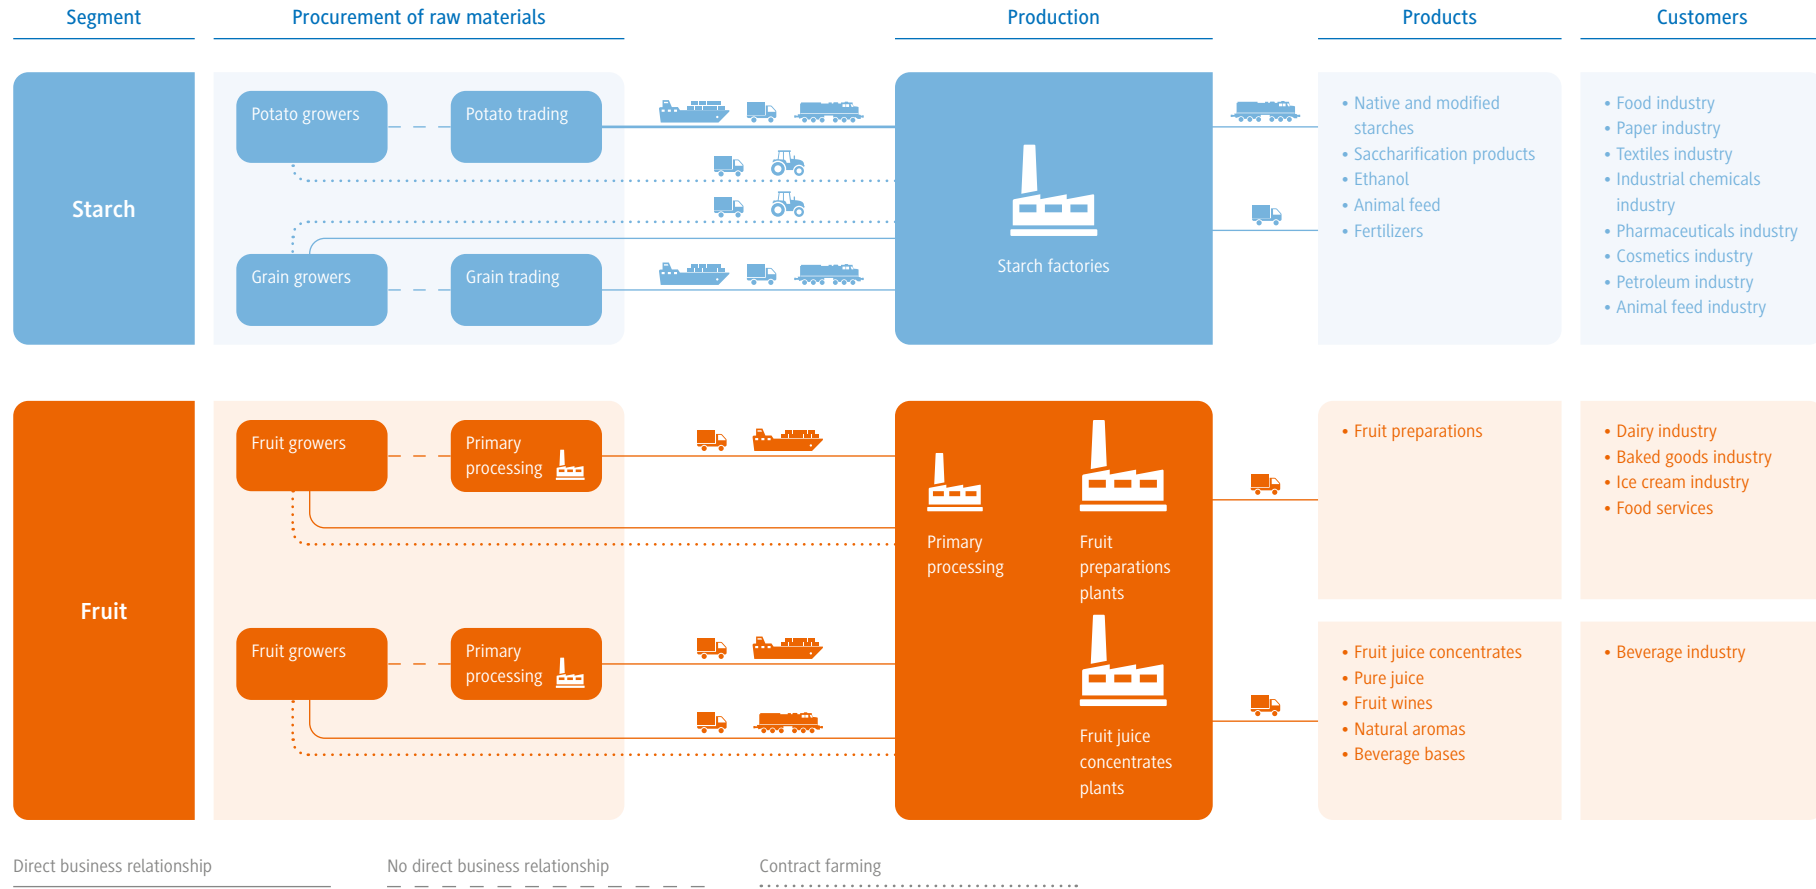 Segment
Procurement of raw materials
Production
Products
Customers
Starch
Potato growers
Potato trading
Grain growers
Grain trading
Starch factories
• Native and modified
starches
• Saccharification products
• Ethanol
• Animal feed
• Fertilizers
• Food industry
• Paper industry
• Textiles industry
• Industrial chemicals
industry
• Pharmaceuticals industry
• Cosmetics industry
• Petroleum industry
• Animal feed industry
Fruit
Fruit growers
Primary
processing
Fruit growers
Primary
processing
Primary
processing
Fruit
preparations
plants
Fruit juice
concentrates
plants
• Fruit preparations
• Dairy industry
• Baked goods industry
• Ice cream industry
• Food services
• Fruit juice concentrates
• Pure juice
• Fruit wines
• Natural aromas
• Beverage bases
• Beverage industry
Direct business relationship
No direct business relationship
Contract farming